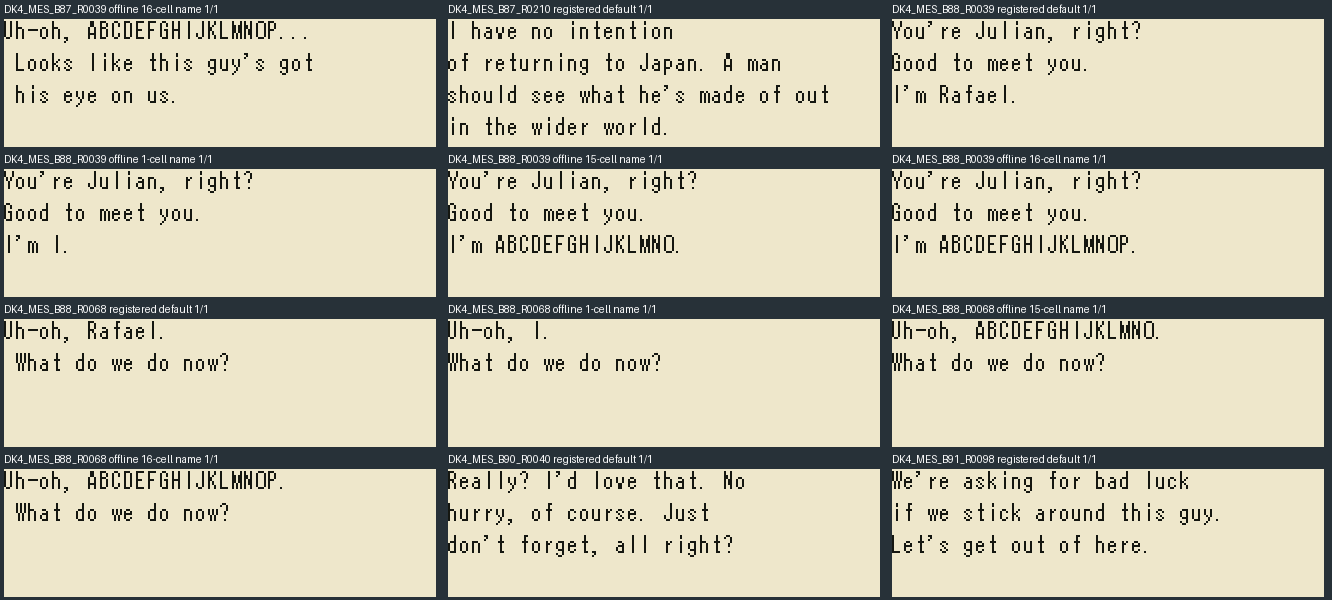 DK4_MES_B87_R0039 offline 16-cell name 1/1
Uh-oh, ABCDEFGHIJKLMNOP...
Looks like this guy's got
his eye on us.
DK4_MES_B87_R0210 registered default 1/1
I have no intention
of returning to Japan. A man
should see what he's made of out
in the wider world.
DK4_MES_B88_R0039 registered default 1/1
You're Julian, right?
Good to meet you.
I'm Rafael.
DK4_MES_B88_R0039 offline 1-cell name 1/1
You're Julian, right?
Good to meet you.
I'm I.
DK4_MES_B88_R0039 offline 15-cell name 1/1
You're Julian, right?
Good to meet you.
I'm ABCDEFGHIJKLMNO.
DK4_MES_B88_R0039 offline 16-cell name 1/1
You're Julian, right?
Good to meet you.
I'm ABCDEFGHIJKLMNOP.
DK4_MES_B88_R0068 registered default 1/1
Uh-oh, Rafael.
What do we do now?
DK4_MES_B88_R0068 offline 1-cell name 1/1
Uh-oh, I.
What do we do now?
DK4_MES_B88_R0068 offline 15-cell name 1/1
Uh-oh, ABCDEFGHIJKLMNO.
What do we do now?
DK4_MES_B88_R0068 offline 16-cell name 1/1
Uh-oh, ABCDEFGHIJKLMNOP.
What do we do now?
DK4_MES_B90_R0040 registered default 1/1
Really? I'd love that. No
hurry, of course. Just
don't forget, all right?
DK4_MES_B91_R0098 registered default 1/1
We're asking for bad luck
if we stick around this guy.
Let's get out of here.